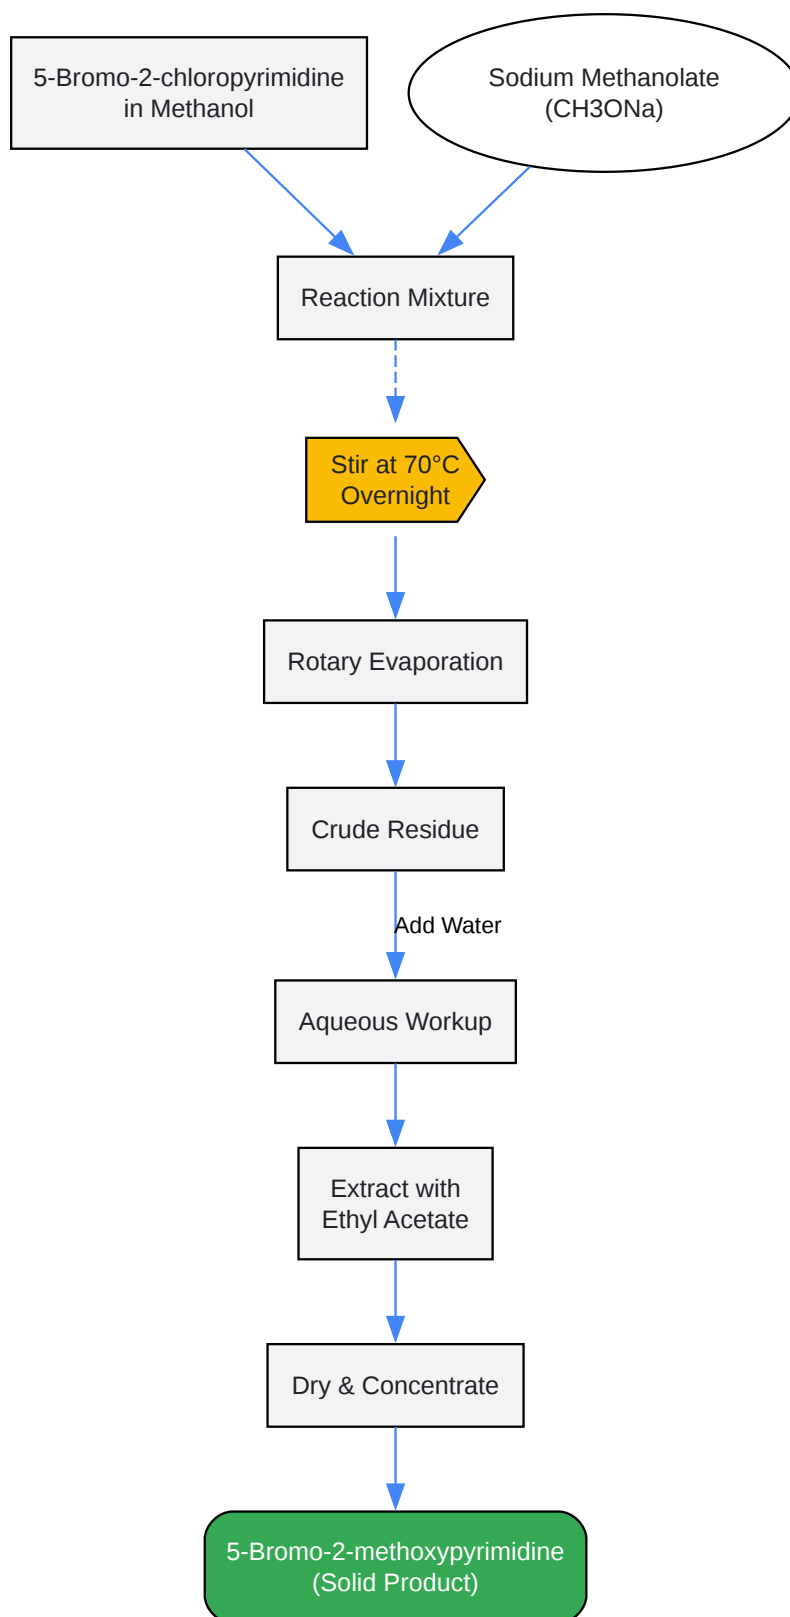 5-Bromo-2-chloropyrimidine
in Methanol
Sodium Methanolate
(CH3ONa)
Reaction Mixture
Stir at 70°C
Overnight
Rotary Evaporation
Crude Residue
Add Water
Aqueous Workup
Extract with
Ethyl Acetate
Dry & Concentrate
5-Bromo-2-methoxypyrimidine
(Solid Product)